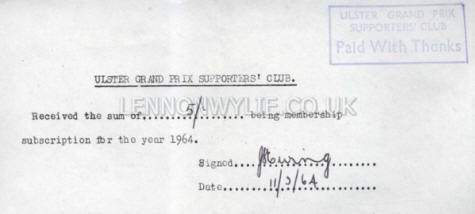 ULSTER GRAND PRIX
SUPPORTERS' CLUB
Paid With Thanks
ULSTER GRAND PRIX SUPPORTERS' CLUB.
LENNONWYLIE.CO.UK
Received the sum of......5/-....... being membership
subscription for the year 1964.
Signed....................
Date....11/3/64..........